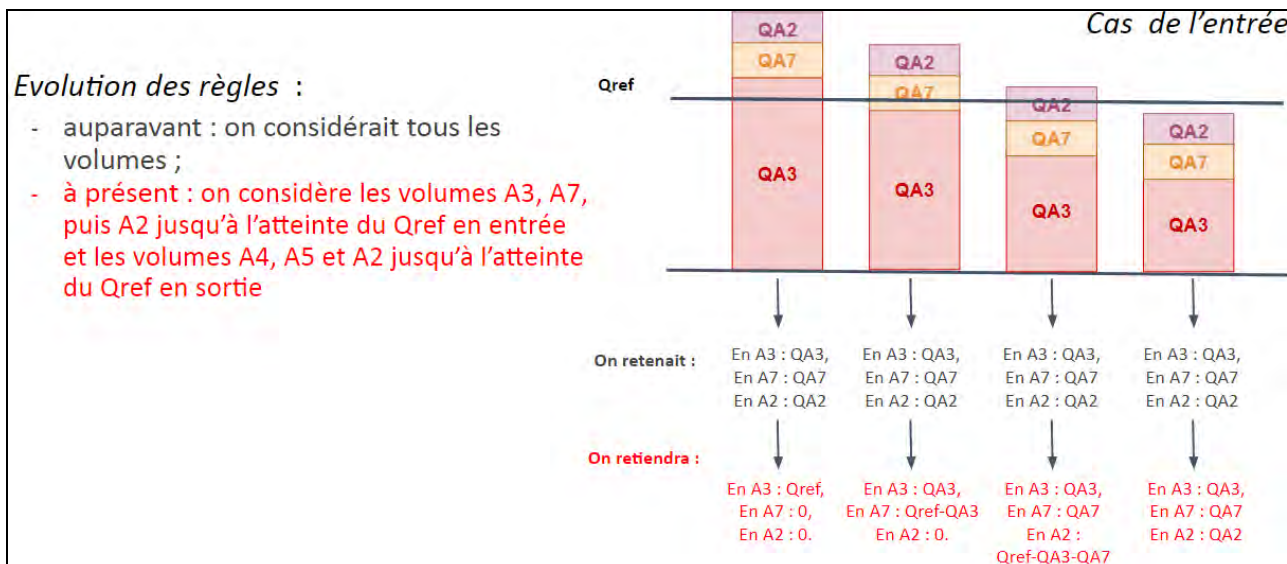 Cas de l'entrée
Evolution des règles :
- auparavant : on considérait tous les
volumes ;
- à présent : on considère les volumes A3, A7,
puis A2 jusqu'à l'atteinte du Qref en entrée
et les volumes A4, A5 et A2 jusqu'à l'atteinte
du Qref en sortie
Qref
QA2
QA7
QA3
QA2
QA7
QA3
QA2
QA7
QA3
QA2
QA7
QA3
On retenait :
En A3 : QA3,
En A7 : QA7
En A2 : QA2
En A3 : QA3,
En A7 : QA7
En A2 : QA2
En A3 : QA3,
En A7 : QA7
En A2 : QA2
En A3 : QA3,
En A7 : QA7
En A2 : QA2
On retiendra :
En A3 : Qref,
En A7 : 0,
En A2 : 0.
En A3 : QA3,
En A7 : Qref-QA3
En A2 : 0.
En A3 : QA3,
En A7 : QA7
En A2 :
Qref-QA3-QA7
En A3 : QA3,
En A7 : QA7
En A2 : QA2